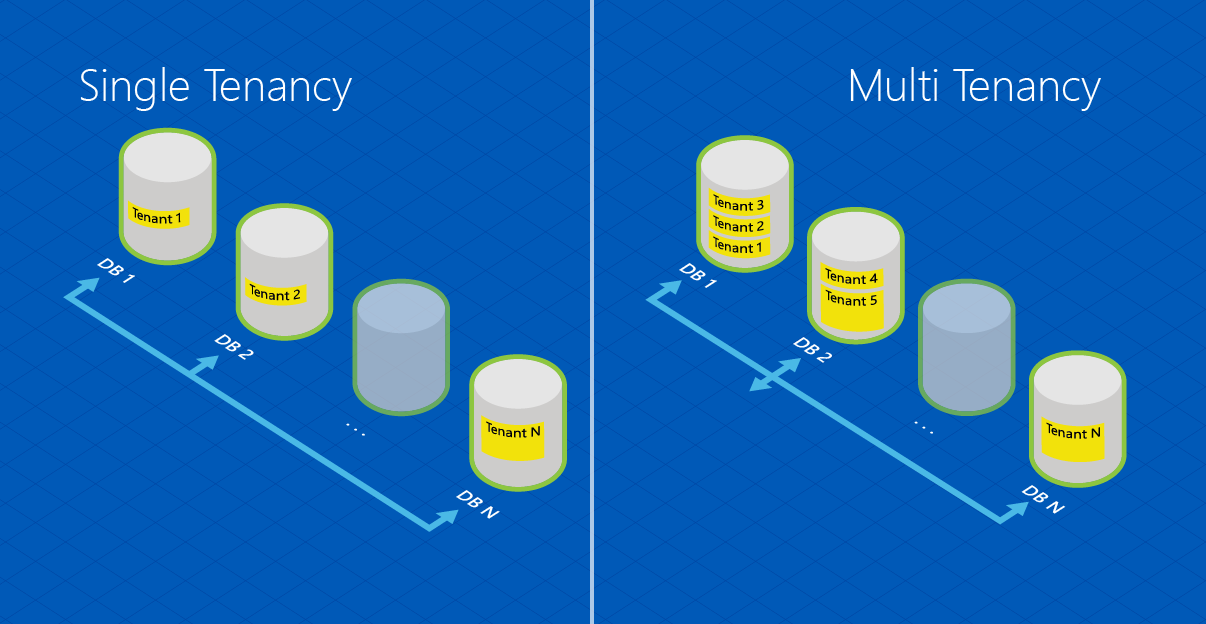 Single Tenancy
Tenant 1
DB 1
Tenant 2
DB 2
...
Tenant N
DB N
Multi Tenancy
Tenant 3
Tenant 2
Tenant 1
DB 1
Tenant 4
Tenant 5
DB 2
...
Tenant N
DB N